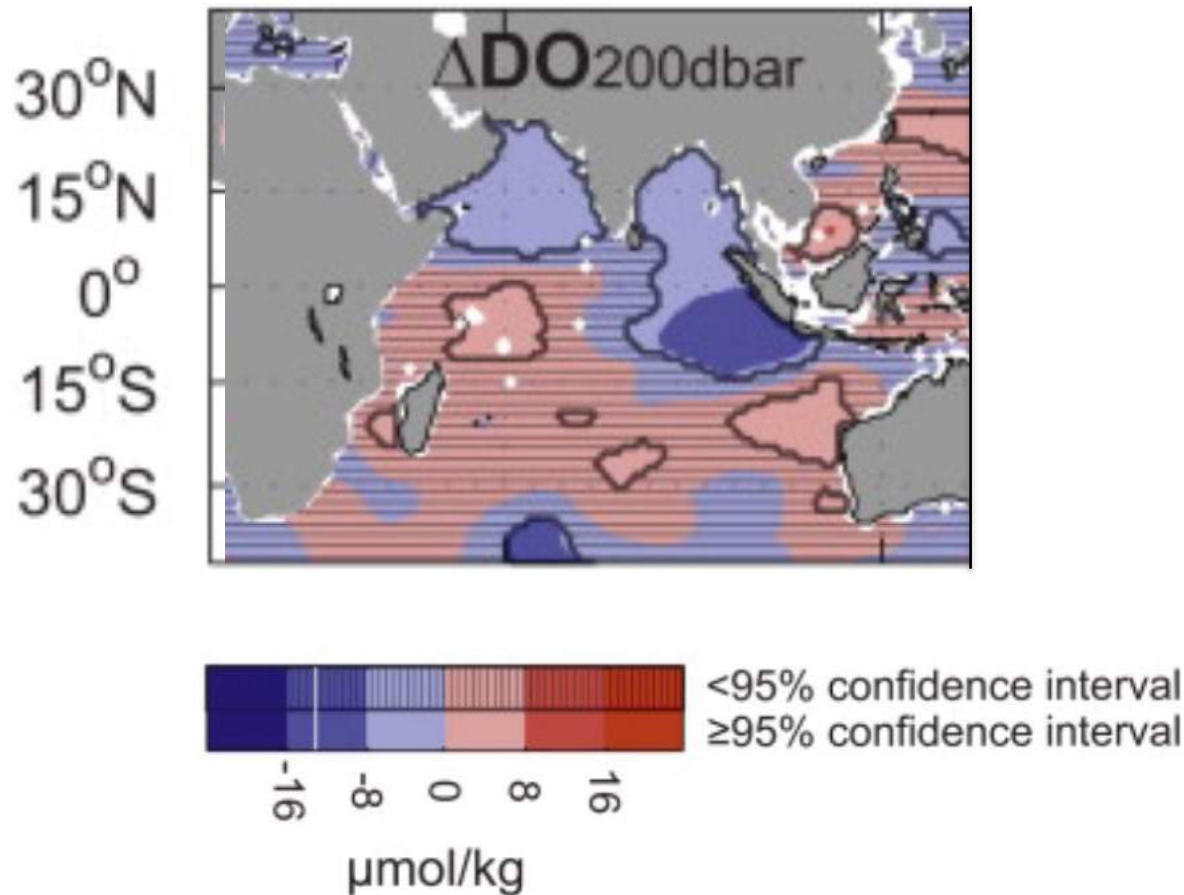 ΔDO200dbar
30°N
15°N
0°
15°S
30°S
<95% confidence interval
≥95% confidence interval
-16
-8
0
8
16
μmol/kg